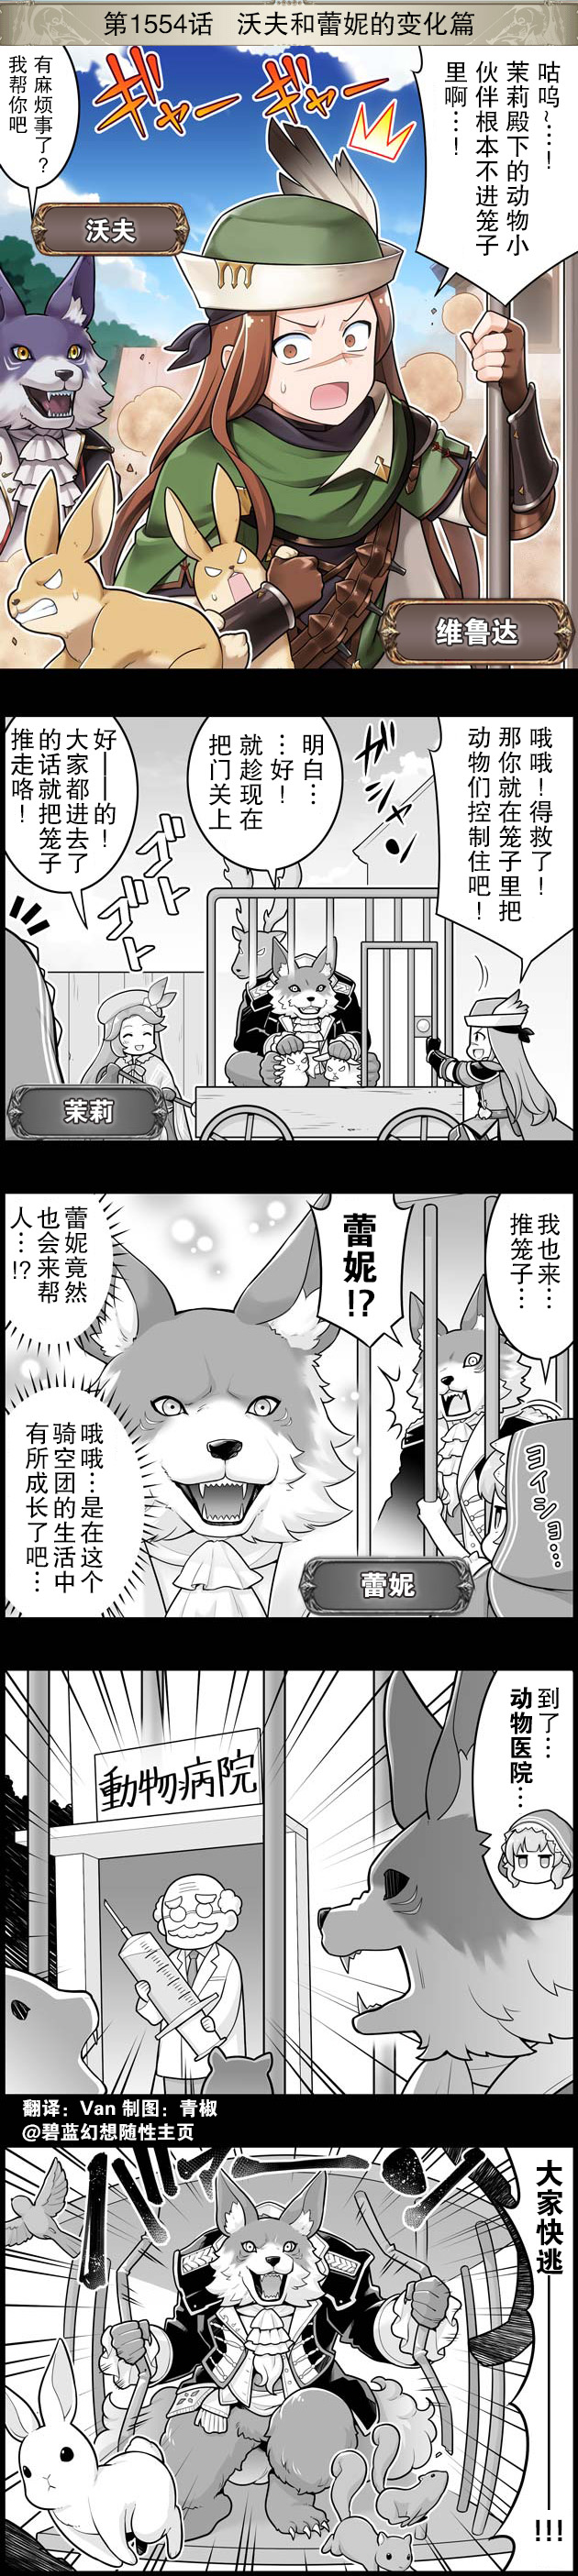 第1554话 沃夫和蕾妮的变化篇
咕呜~…！
茉莉殿下的动物小
伙伴根本不进笼子
里啊…！
ギャー
ギャー
有麻烦事了？
我帮你吧
沃夫
维鲁达
哦哦！得救了！
那你就在笼子里把
动物们控制住吧！
明白…
…好！
就趁现在
把门关上
好——的！
大家都进去了
的话就把笼子
推走咯！
茉莉
我也来…
推笼子…
蕾妮!?
ヨイショ…
蕾妮竟然
也会来帮
人…!?
哦哦…是在这个
骑空团的生活中
有所成长了吧…
蕾妮
到了…
动物医院…
動物病院
翻译：Van 制图：青椒
@碧蓝幻想随性主页
大家快逃——!!!